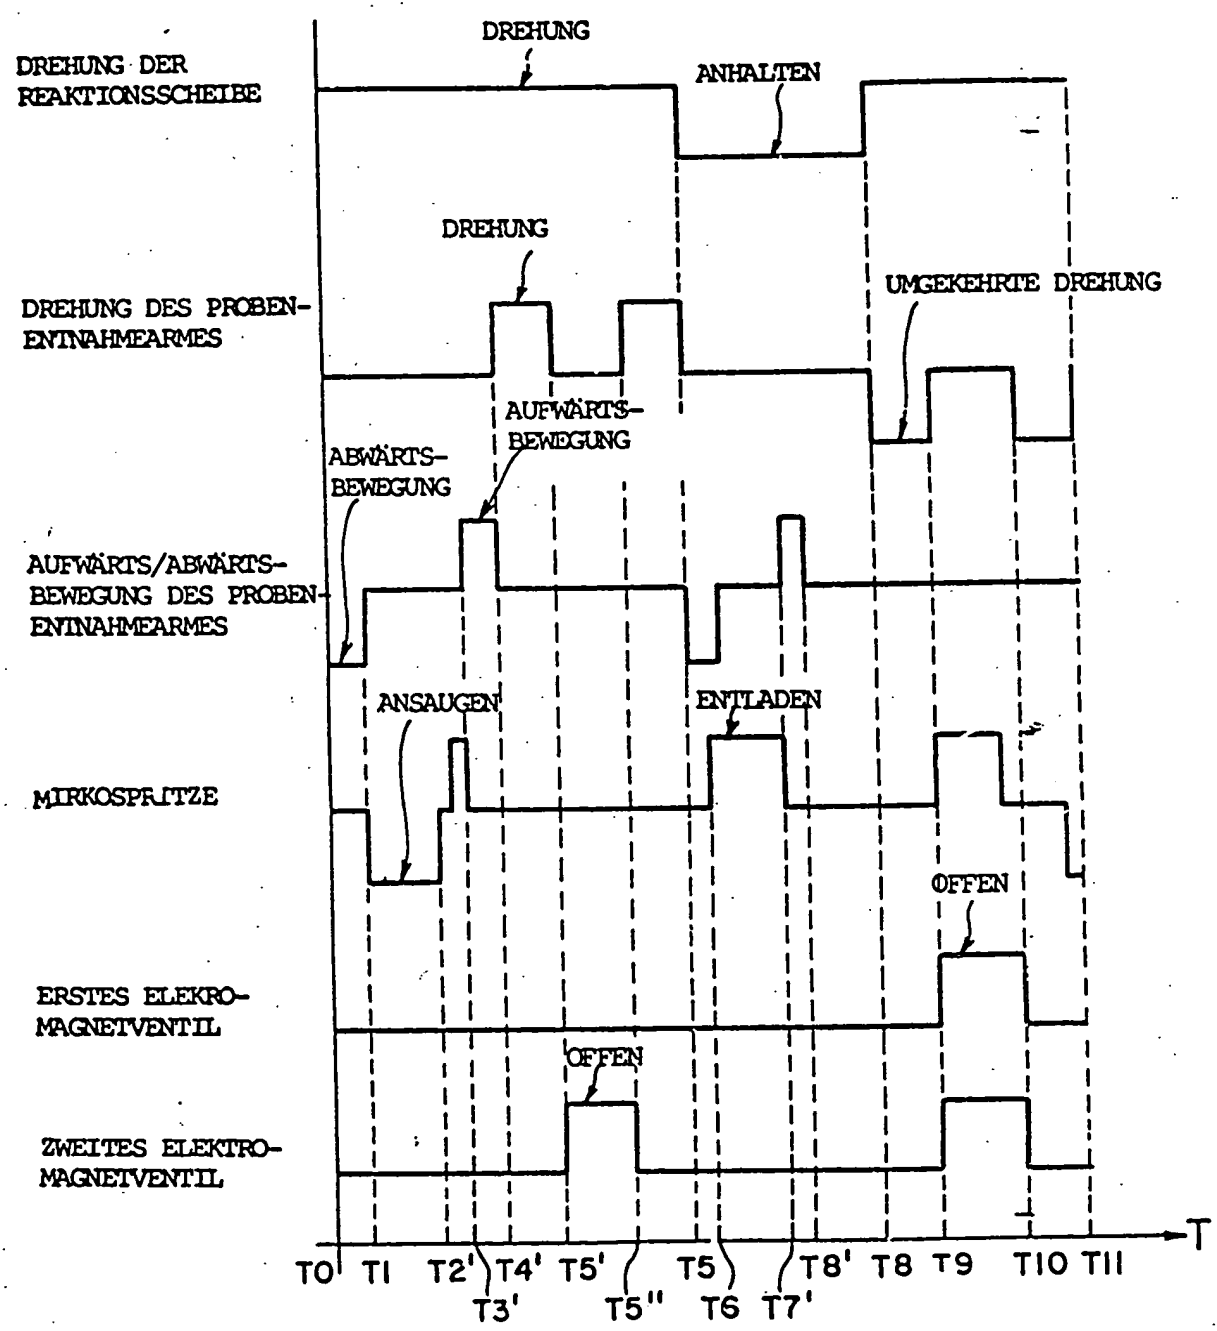 DREHUNG
DREHUNG DER
REAKTIONSSCHEIBE
ANHALTEN
DREHUNG
UMGEKEHRTE DREHUNG
DREHUNG DES PROBEN-
ENTNAHMEARMES
AUFWÄRTS-
BEWEGUNG
ABWÄRTS-
BEWEGUNG
AUFWÄRTS/ABWÄRTS-
BEWEGUNG DES PROBEN-
ENTNAHMEARMES
ANSAUGEN
ENTLADEN
MIRKOSPRITZE
OFFEN
ERSTES ELEKRO-
MAGNETVENTIL
OFFEN
ZWEITES ELEKTRO-
MAGNETVENTIL
T
T0 T1 T2' T4' T5' T5 T8' T8 T9 T10 T11
T3' T5'' T6 T7'